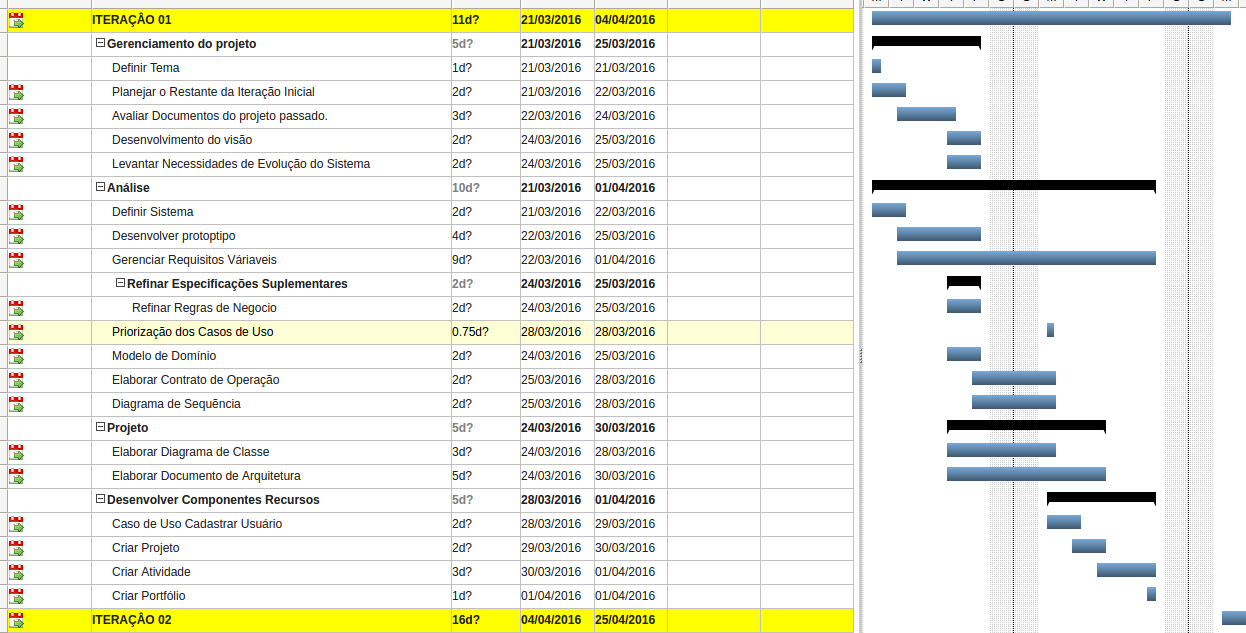 ITERAÇÂO 01 11d? 21/03/2016 04/04/2016
Gerenciamento do projeto 5d? 21/03/2016 25/03/2016
Definir Tema 1d? 21/03/2016 21/03/2016
Planejar o Restante da Iteração Inicial 2d? 21/03/2016 22/03/2016
Avaliar Documentos do projeto passado. 3d? 22/03/2016 24/03/2016
Desenvolvimento do visão 2d? 24/03/2016 25/03/2016
Levantar Necessidades de Evolução do Sistema 2d? 24/03/2016 25/03/2016
Análise 10d? 21/03/2016 01/04/2016
Definir Sistema 2d? 21/03/2016 22/03/2016
Desenvolver protoptipo 4d? 22/03/2016 25/03/2016
Gerenciar Requisitos Váriaveis 9d? 22/03/2016 01/04/2016
Refinar Especificações Suplementares 2d? 24/03/2016 25/03/2016
Refinar Regras de Negocio 2d? 24/03/2016 25/03/2016
Priorização dos Casos de Uso 0.75d? 28/03/2016 28/03/2016
Modelo de Domínio 2d? 24/03/2016 25/03/2016
Elaborar Contrato de Operação 2d? 25/03/2016 28/03/2016
Diagrama de Sequência 2d? 25/03/2016 28/03/2016
Projeto 5d? 24/03/2016 30/03/2016
Elaborar Diagrama de Classe 3d? 24/03/2016 28/03/2016
Elaborar Documento de Arquitetura 5d? 24/03/2016 30/03/2016
Desenvolver Componentes Recursos 5d? 28/03/2016 01/04/2016
Caso de Uso Cadastrar Usuário 2d? 28/03/2016 29/03/2016
Criar Projeto 2d? 29/03/2016 30/03/2016
Criar Atividade 3d? 30/03/2016 01/04/2016
Criar Portfólio 1d? 01/04/2016 01/04/2016
ITERAÇÂO 02 16d? 04/04/2016 25/04/2016